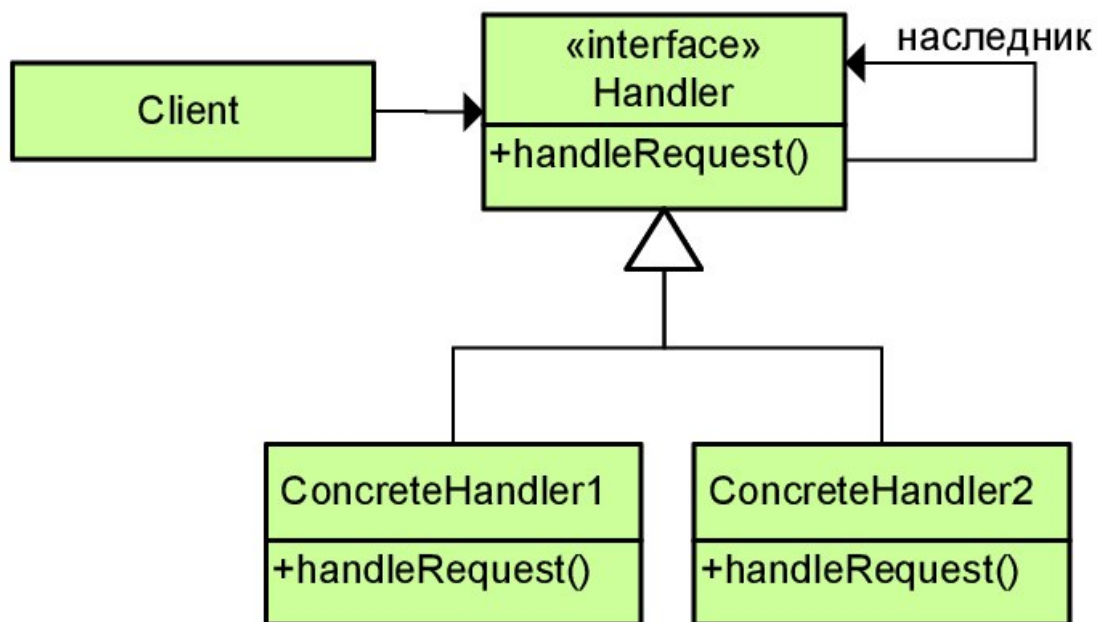 «interface»
Handler
наследник
Client
+handleRequest()
ConcreteHandler1
ConcreteHandler2
+handleRequest()
+handleRequest()